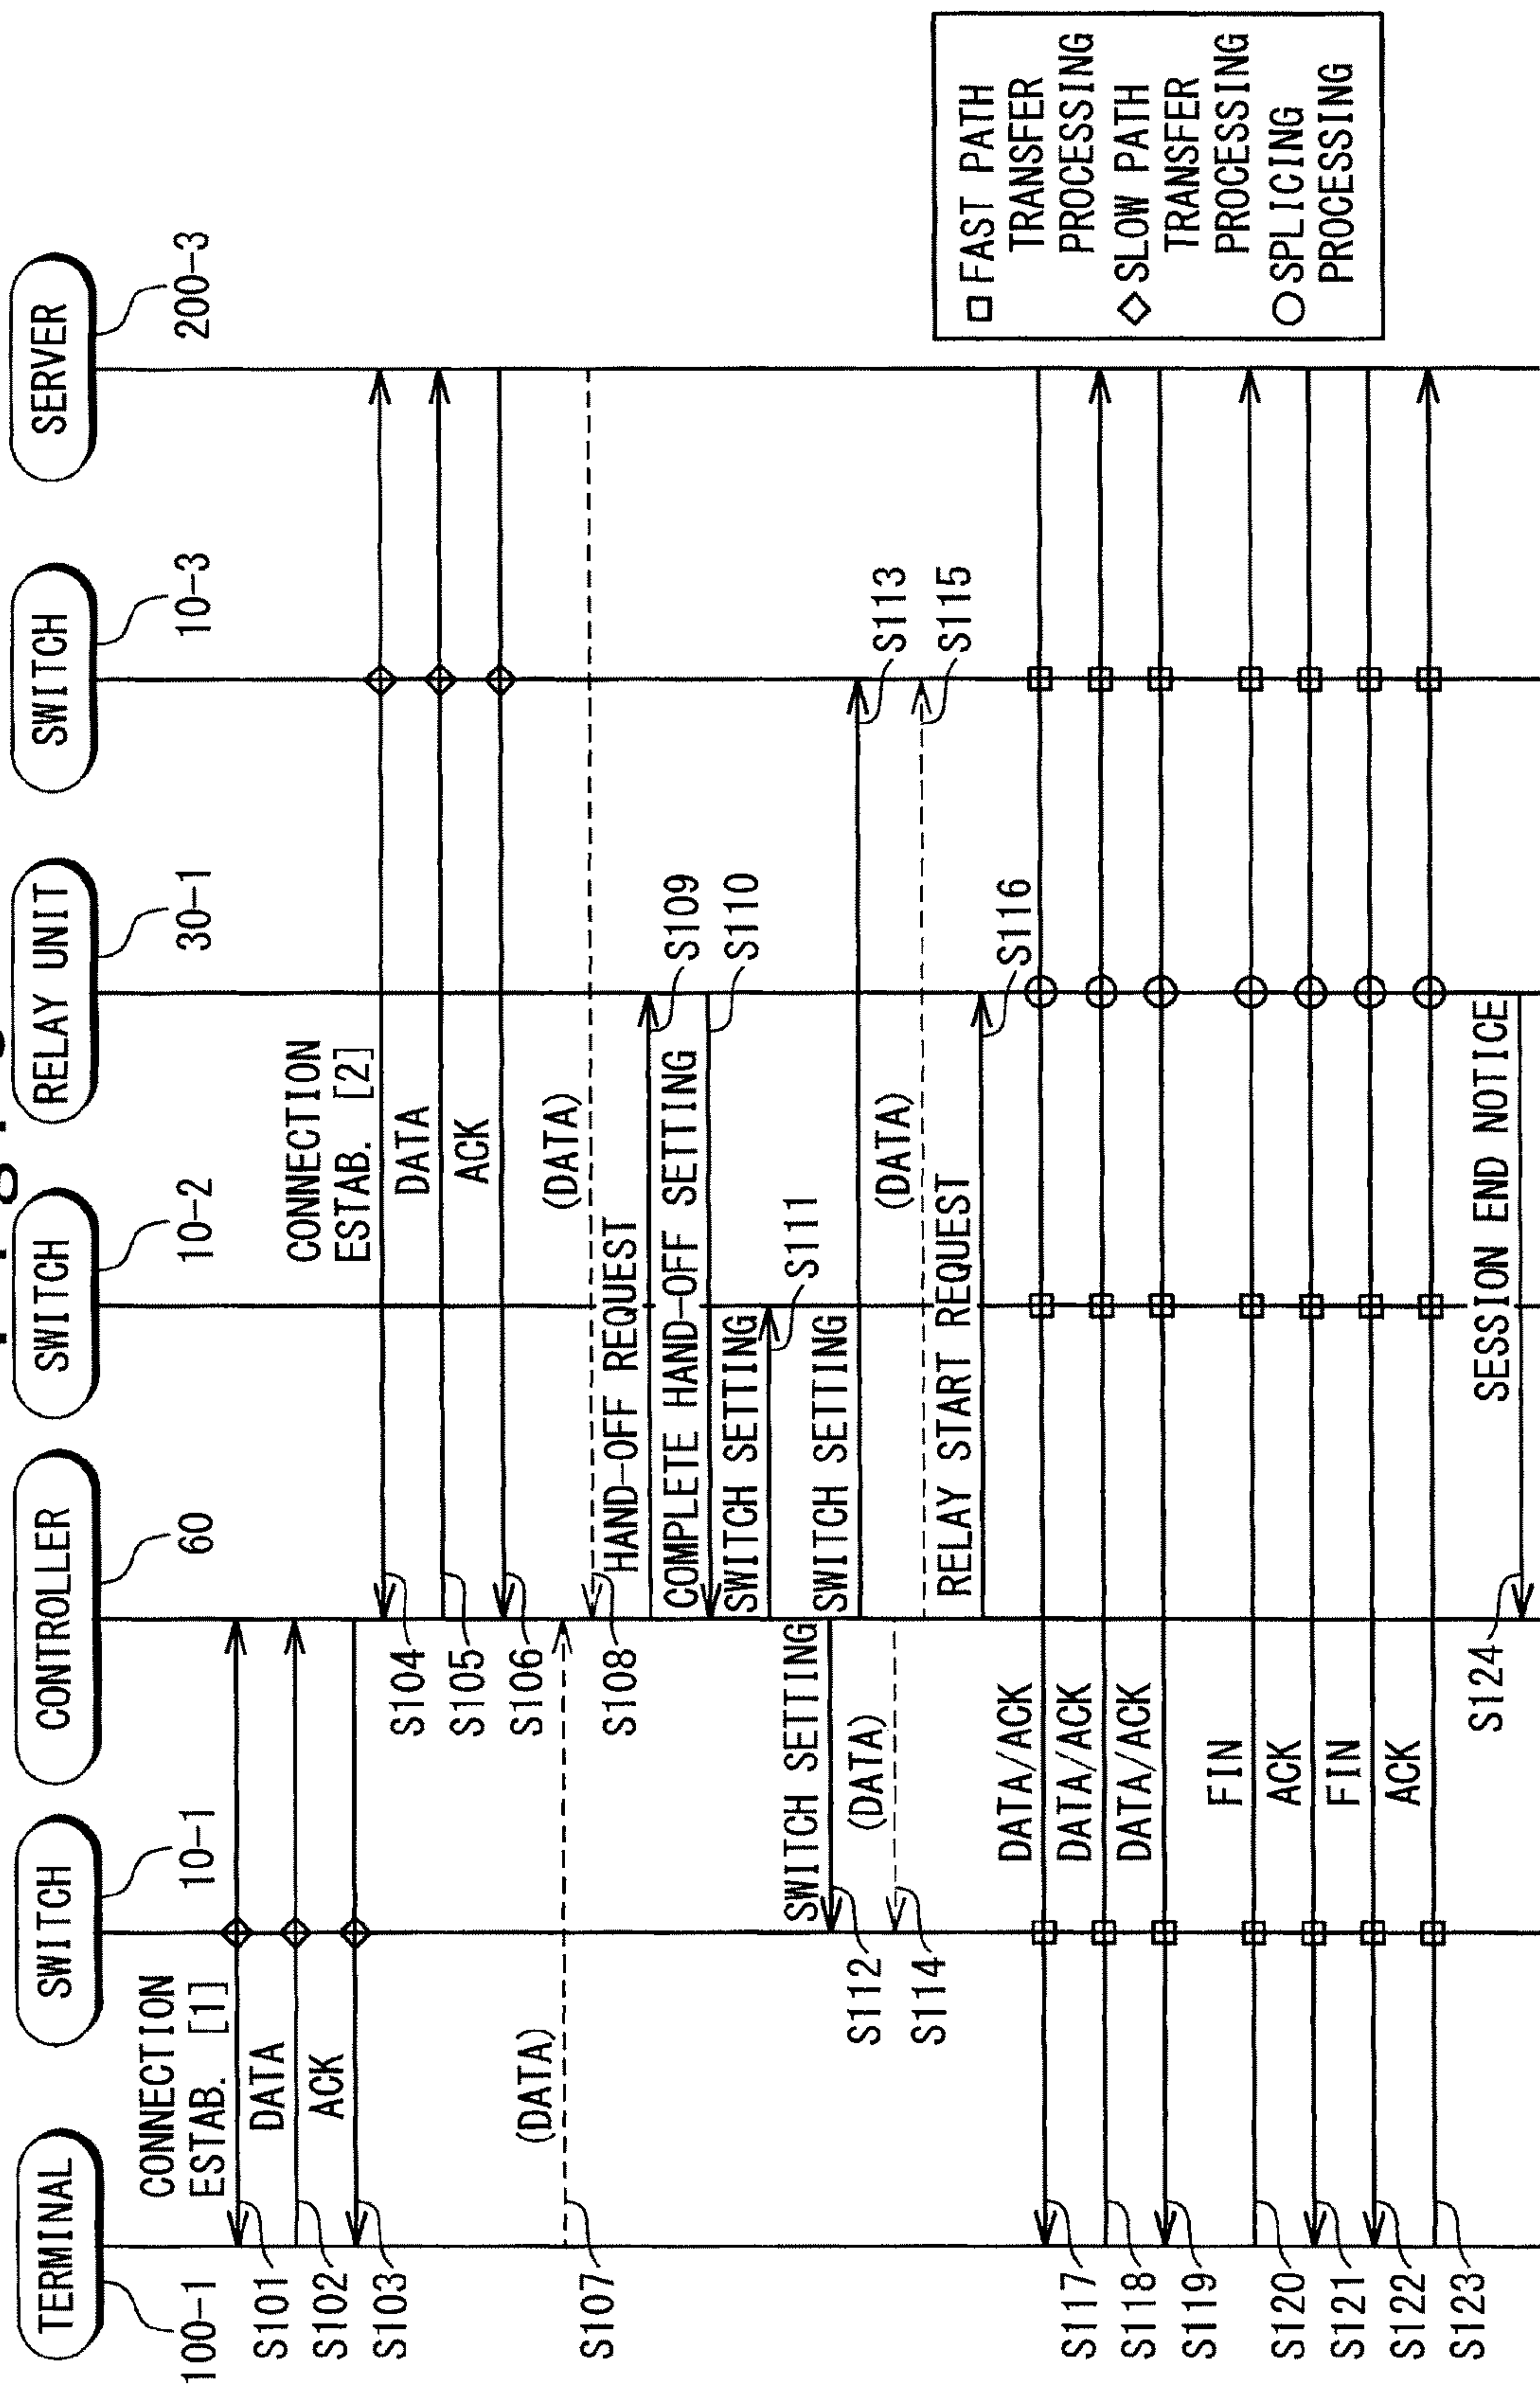 TERMINAL
SWITCH
CONTROLLER
SWITCH
RELAY UNIT
SWITCH
SERVER
100-1
10-1
60
10-2
30-1
10-3
200-3
CONNECTION
ESTAB. [1]
S101
DATA
S102
ACK
S103
CONNECTION
ESTAB. [2]
S104
DATA
S105
ACK
S106
(DATA)
S107
(DATA)
S108
HAND-OFF REQUEST
S109
COMPLETE HAND-OFF SETTING
S110
SWITCH SETTING
S111
SWITCH SETTING
S112
SWITCH SETTING
S113
(DATA)
S114
(DATA)
S115
RELAY START REQUEST
S116
DATA/ACK
S117
DATA/ACK
S118
DATA/ACK
S119
FIN
S120
ACK
S121
FIN
S122
ACK
S123
SESSION END NOTICE
S124
FAST PATH
TRANSFER
PROCESSING
SLOW PATH
TRANSFER
PROCESSING
SPLICING
PROCESSING